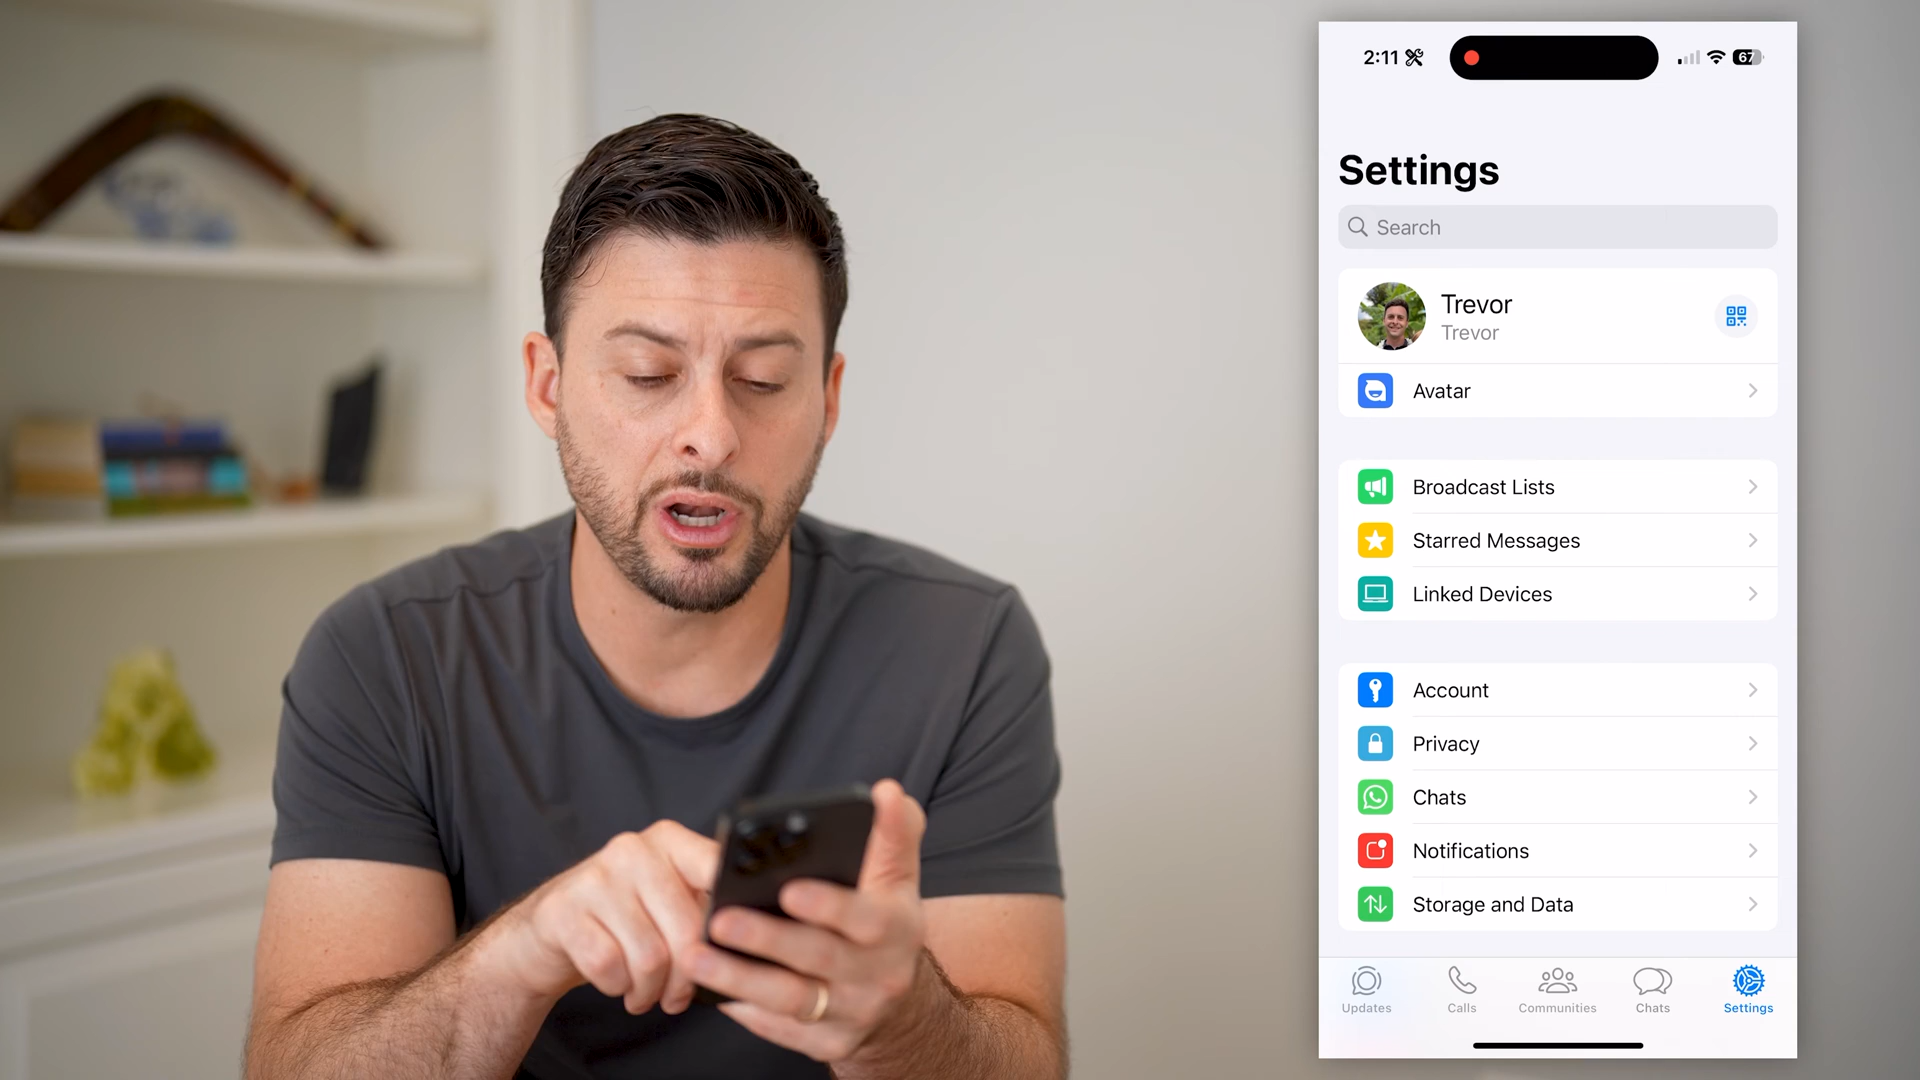 2:11
67
Settings
Search
Trevor
Trevor
Avatar
Broadcast Lists
Starred Messages
Linked Devices
Account
Privacy
Chats
Notifications
Storage and Data
Updates
Calls
Communities
Chats
Settings